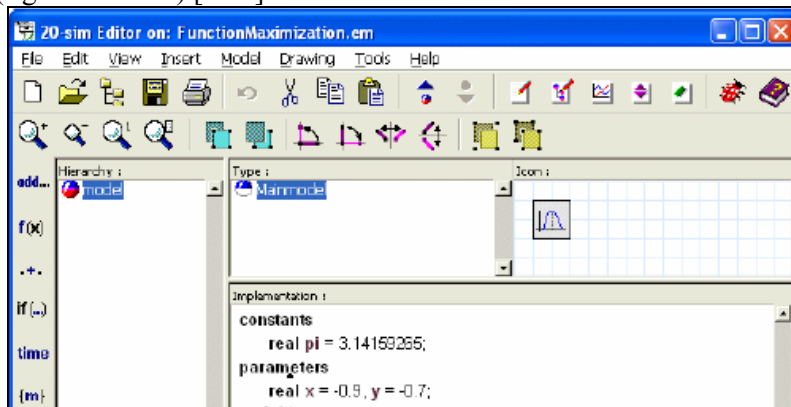 20-sim Editor on: FunctionMaximization.em
File Edit View Insert Model Drawing Tools Help
Hierarchy :
model
Type :
Mainmodel
Icon :
add...
f(x)
.+.
if (...)
time
{m}
Implementation :
constants
real pi = 3.14159265;
parameters
real x = -0.9, y = -0.7;